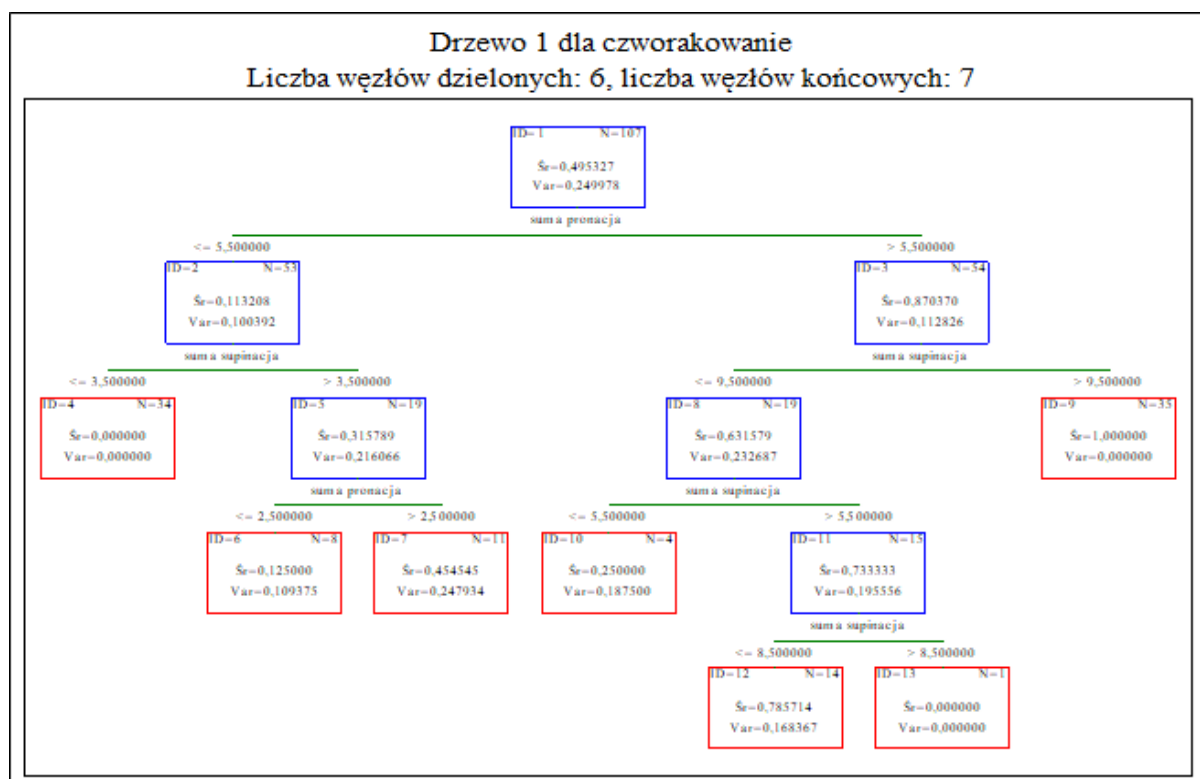 Drzewo 1 dla czworakowanie
Liczba węzłów dzielonych: 6, liczba węzłów końcowych: 7
ID=1 N=107
Śr=0,495327
Var=0,249978
suma pronacja
<= 5,500000 > 5,500000
ID=2 N=53 ID=3 N=54
Śr=0,113208 Śr=0,870370
Var=0,100392 Var=0,112826
suma supinacja suma supinacja
<= 3,500000 > 3,500000 <= 9,500000 > 9,500000
ID=4 N=34 ID=5 N=19 ID=8 N=19 ID=9 N=35
Śr=0,000000 Śr=0,315789 Śr=0,631579 Śr=1,000000
Var=0,000000 Var=0,216066 Var=0,232687 Var=0,000000
suma pronacja suma supinacja
<= 2,500000 > 2,500000 <= 5,500000 > 5,500000
ID=6 N=8 ID=7 N=11 ID=10 N=4 ID=11 N=15
Śr=0,125000 Śr=0,454545 Śr=0,250000 Śr=0,733333
Var=0,109375 Var=0,247934 Var=0,187500 Var=0,195556
suma supinacja
<= 8,500000 > 8,500000
ID=12 N=14 ID=13 N=1
Śr=0,785714 Śr=0,000000
Var=0,168367 Var=0,000000